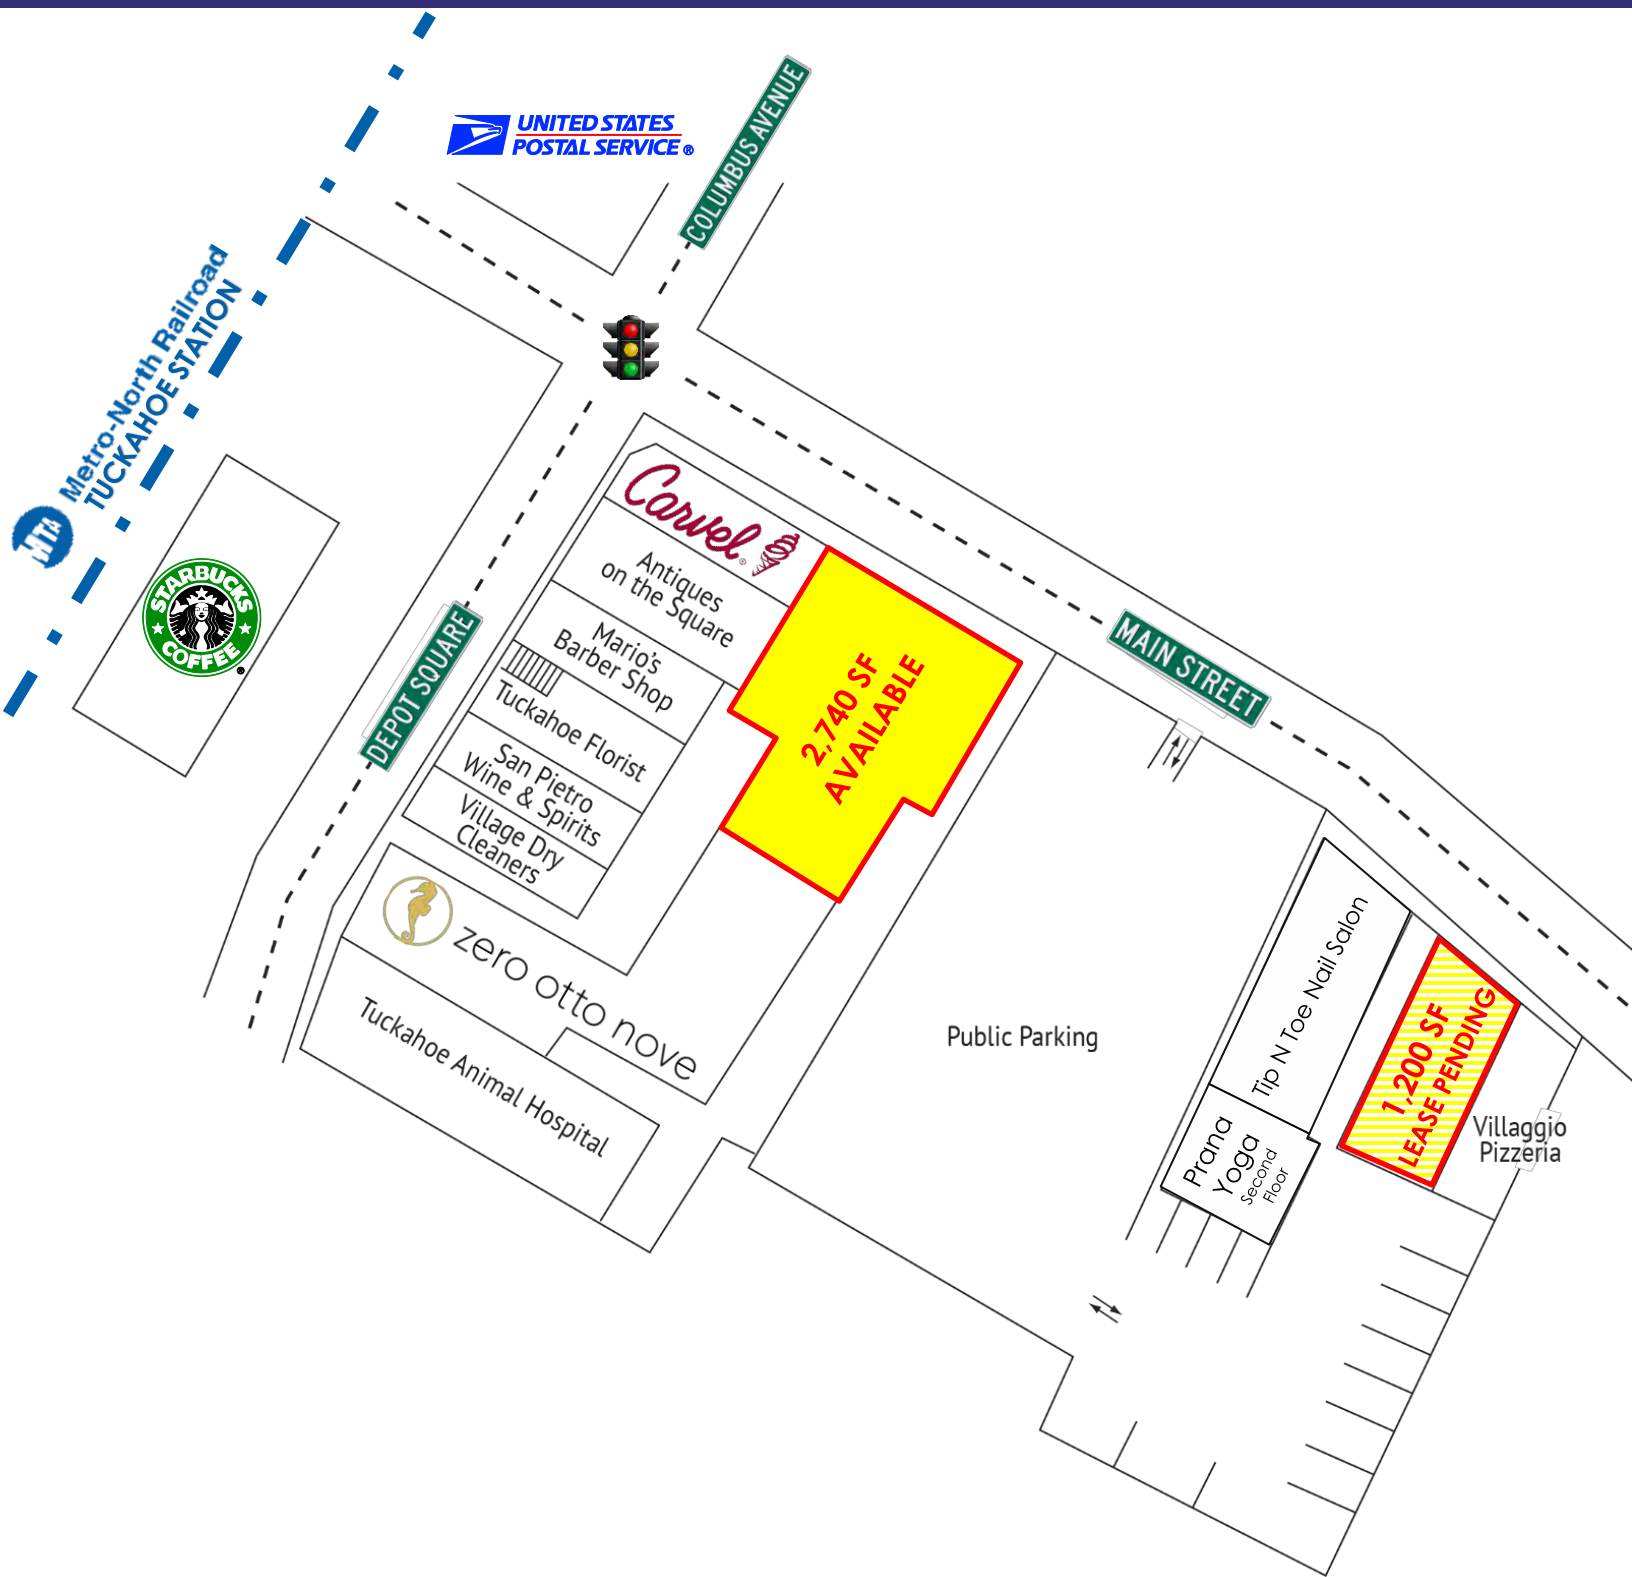 UNITED STATES
POSTAL SERVICE ®
COLUMBUS AVENUE
MTA
Metro-North Railroad
TUCKAHOE STATION
STARBUCKS
COFFEE
®
DEPOT SQUARE
MAIN STREET
Carvel®
Antiques
on the Square
Mario's
Barber Shop
Tuckahoe Florist
San Pietro
Wine & Spirits
Village Dry
Cleaners
zero otto nove
Tuckahoe Animal Hospital
2,740 SF
AVAILABLE
Public Parking
Tip N Toe Nail Salon
Prana
Yoga
Second
Floor
1,200 SF
LEASE PENDING
Villaggio
Pizzeria